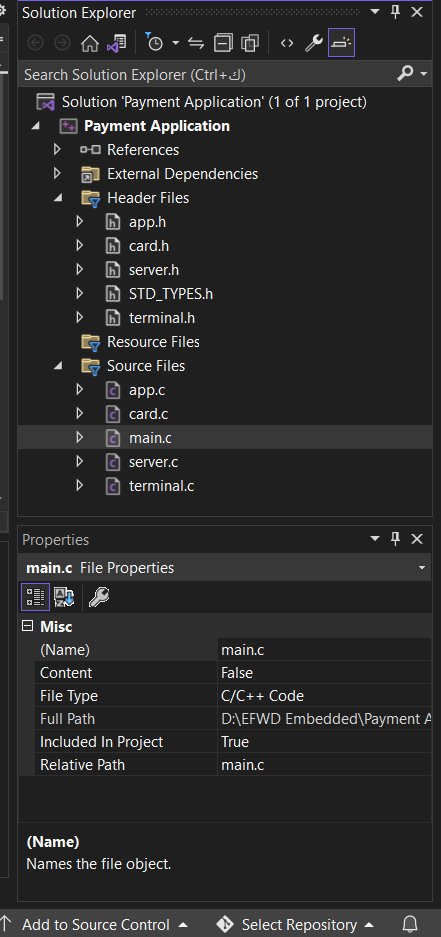 Solution Explorer
Search Solution Explorer (Ctrl+ك)
Solution 'Payment Application' (1 of 1 project)
Payment Application
References
External Dependencies
Header Files
app.h
card.h
server.h
STD_TYPES.h
terminal.h
Resource Files
Source Files
app.c
card.c
main.c
server.c
terminal.c
Properties
main.c File Properties
Misc
(Name) main.c
Content False
File Type C/C++ Code
Full Path D:\EFWD Embedded\Payment A
Included In Project True
Relative Path main.c
(Name)
Names the file object.
Add to Source Control Select Repository